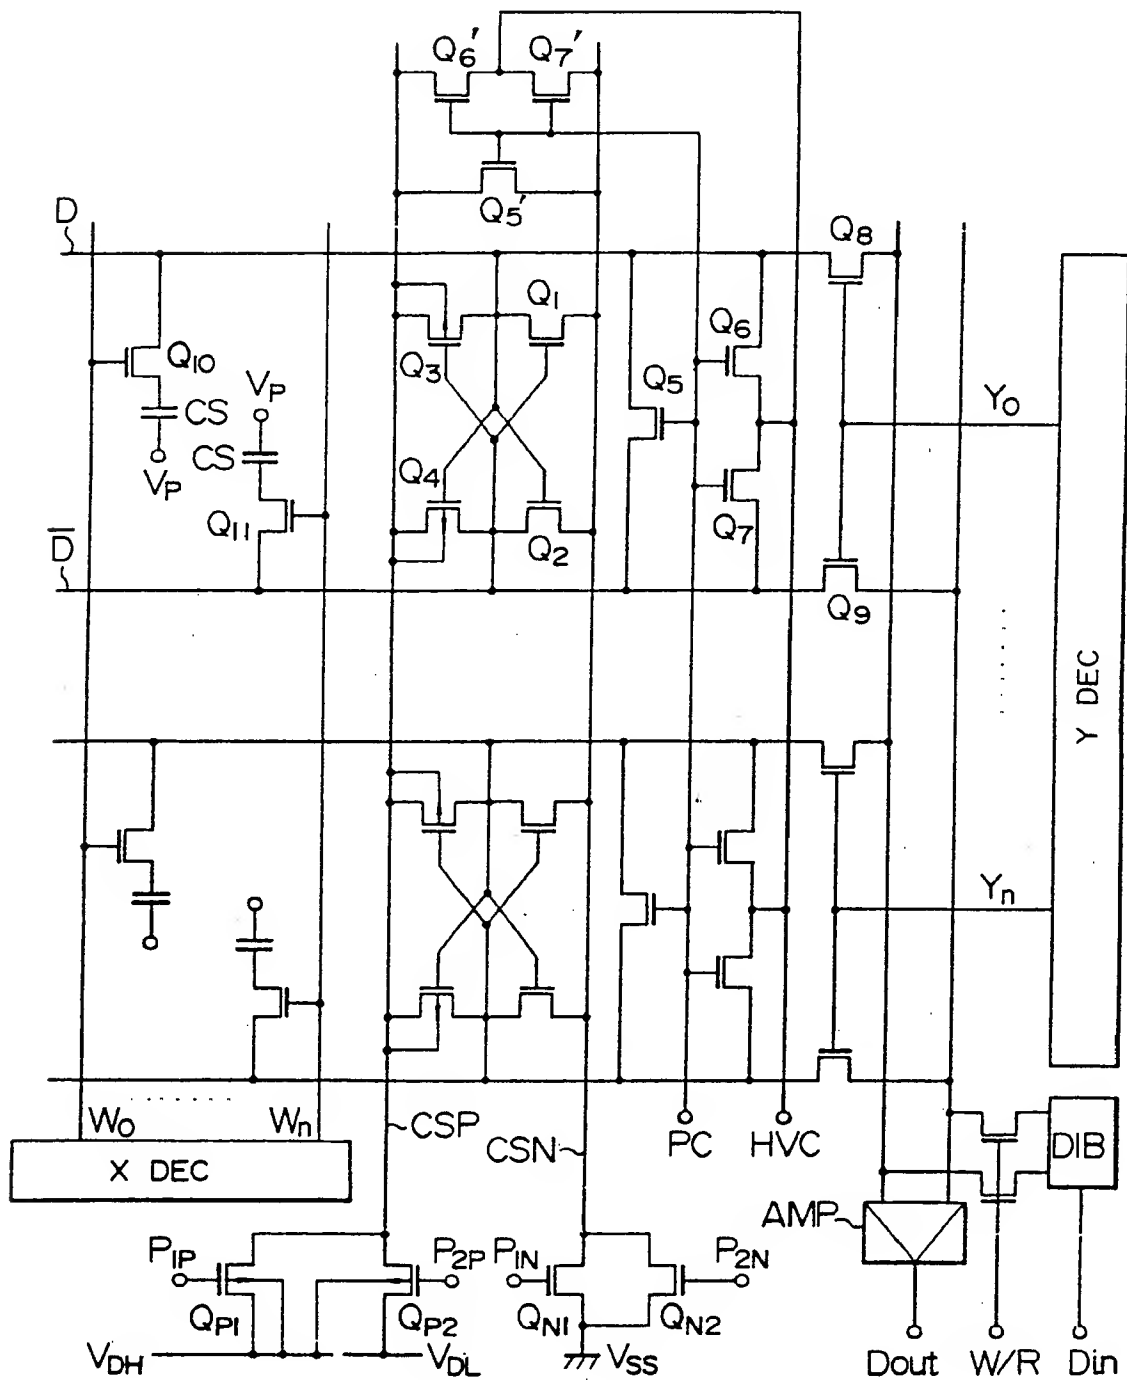 Q6' Q7'
Q5'
D Q8
Q1 Q6
Q10 Q3 Q5
VP Y0
CS
CS
VP Q4
Q11 Q7
D̅ Q2
Q9
Y DEC
Yn
W0 Wn CSP PC HVC
CSN DIB
X DEC
AMP
P1P P2P P1N P2N
QP1 QP2 QN1 QN2
VDH VDL VSS Dout W/R Din